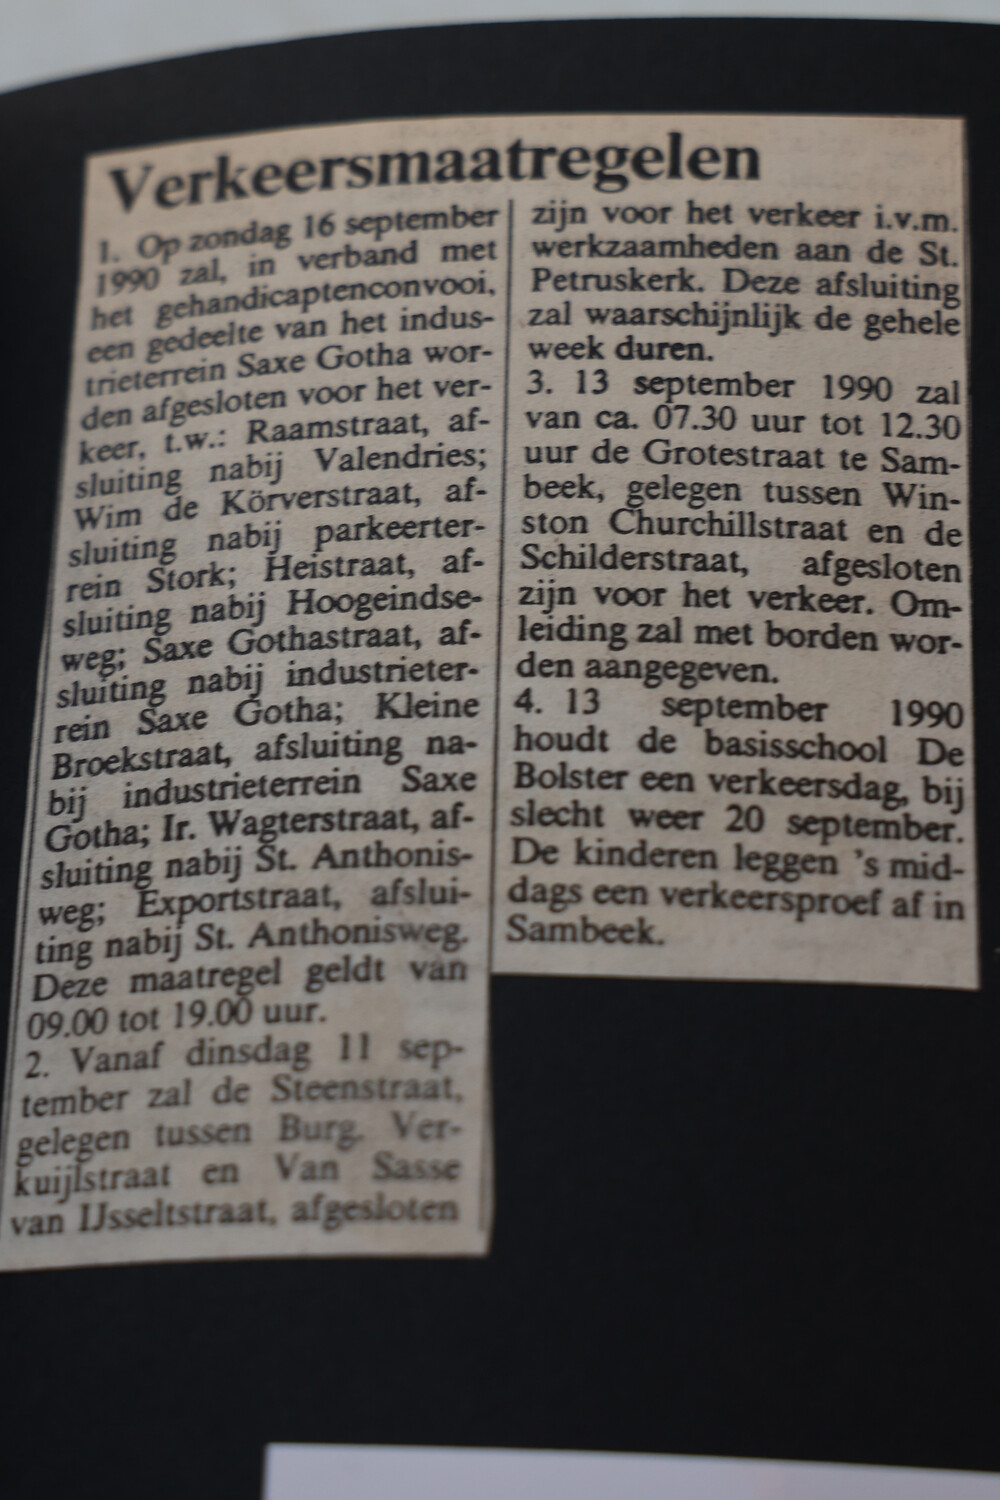 Verkeersmaatregelen
1. Op zondag 16 september
1990 zal, in verband met
het gehandicaptenconvooi,
een gedeelte van het indus-
trieterrein Saxe Gotha wor-
den afgesloten voor het ver-
keer, t.w.: Raamstraat, af-
sluiting nabij Valendries;
Wim de Körverstraat, af-
sluiting nabij parkeerter-
rein Stork; Heistraat, af-
sluiting nabij Hoogeindse-
weg; Saxe Gothastraat, af-
sluiting nabij industrieter-
rein Saxe Gotha; Kleine
Broekstraat, afsluiting na-
bij industrieterrein Saxe
Gotha; Ir. Wagterstraat, af-
sluiting nabij St. Anthonis-
weg; Exportstraat, afslui-
ting nabij St. Anthonisweg.
Deze maatregel geldt van
09.00 tot 19.00 uur.
2. Vanaf dinsdag 11 sep-
tember zal de Steenstraat,
gelegen tussen Burg. Ver-
kuijlstraat en Van Sasse
van IJsseltstraat, afgesloten
zijn voor het verkeer i.v.m.
werkzaamheden aan de St.
Petruskerk. Deze afsluiting
zal waarschijnlijk de gehele
week duren.
3. 13 september 1990 zal
van ca. 07.30 uur tot 12.30
uur de Grotestraat te Sam-
beek, gelegen tussen Win-
ston Churchillstraat en de
Schilderstraat, afgesloten
zijn voor het verkeer. Om-
leiding zal met borden wor-
den aangegeven.
4. 13 september 1990
houdt de basisschool De
Bolster een verkeersdag, bij
slecht weer 20 september.
De kinderen leggen 's mid-
dags een verkeersproef af in
Sambeek.